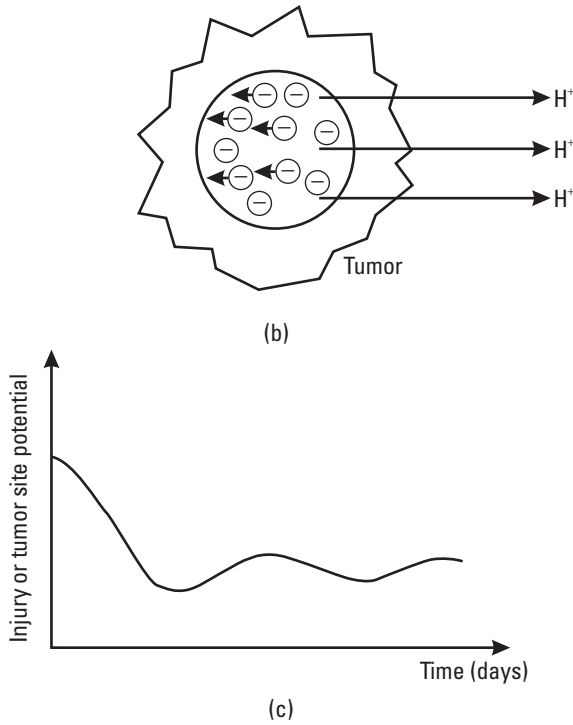 H+
H+
H+
Tumor
(b)
Injury or tumor site potential
Time (days)
(c)